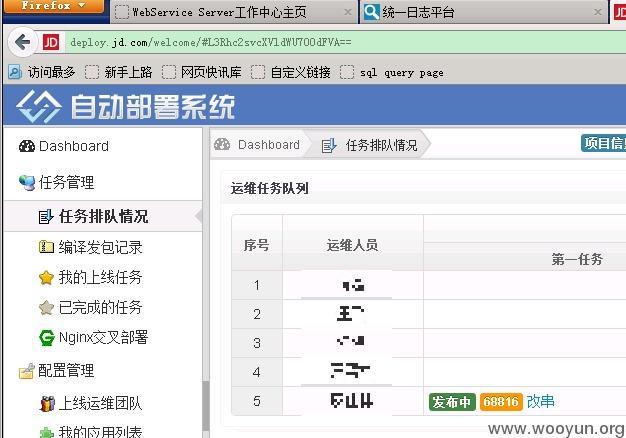 Firefox
WebService Server工作中心主页
统一日志平台
JD
JD deploy.jd.com/welcome/#L3Rhc2svcXVldWU7OOdFVA==
访问最多 新手上路 网页快讯库 自定义链接 sql query page
自动部署系统
Dashboard
任务管理
任务排队情况
编译发包记录
我的上线任务
已完成的任务
Nginx交叉部署
配置管理
上线运维团队
我的应用列表
Dashboard 任务排队情况 项目信息
运维任务队列
序号 运维人员 第一任务
1
2
3
4
5 发布中 68816 改串
www.wooyun.org